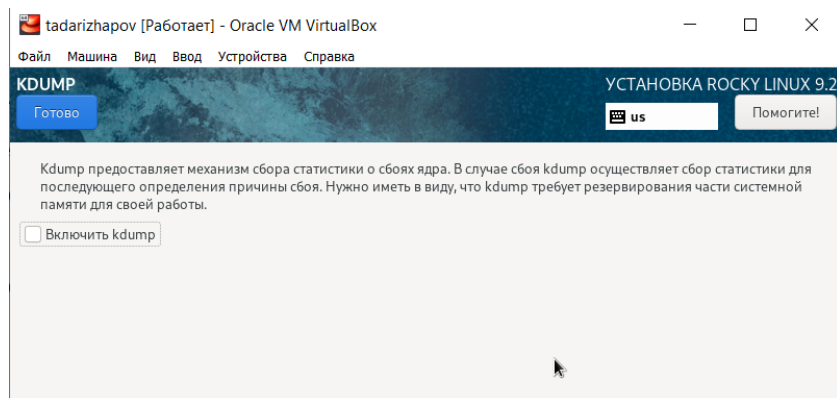 tadarizhapov [Работает] - Oracle VM VirtualBox
Файл Машина Вид Ввод Устройства Справка
KDUMP
УСТАНОВКА ROCKY LINUX 9.2
Готово
us
Помогите!
Kdump предоставляет механизм сбора статистики о сбоях ядра. В случае сбоя kdump осуществляет сбор статистики для
последующего определения причины сбоя. Нужно иметь в виду, что kdump требует резервирования части системной
памяти для своей работы.
Включить kdump